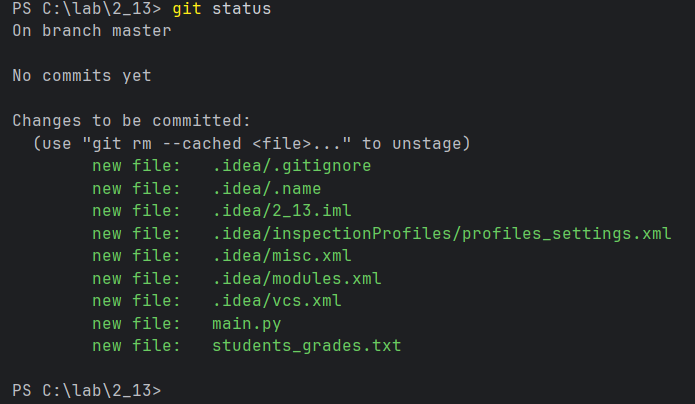 PS C:\lab\2_13> git status
On branch master
No commits yet
Changes to be committed:
  (use "git rm --cached <file>..." to unstage)
        new file:   .idea/.gitignore
        new file:   .idea/.name
        new file:   .idea/2_13.iml
        new file:   .idea/inspectionProfiles/profiles_settings.xml
        new file:   .idea/misc.xml
        new file:   .idea/modules.xml
        new file:   .idea/vcs.xml
        new file:   main.py
        new file:   students_grades.txt
PS C:\lab\2_13>